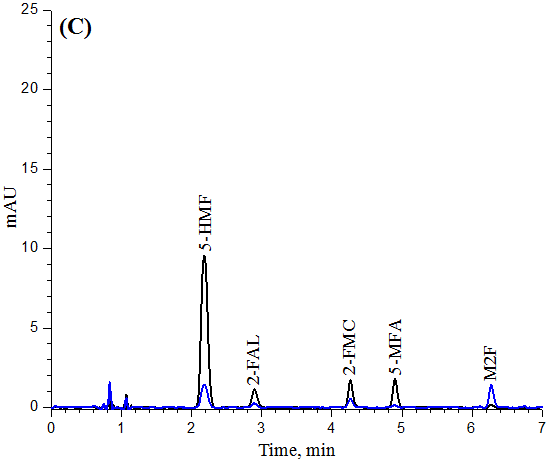 25
(C)
20
15
10
5
0
mAU
5-HMF
2-FAL
2-FMC
5-MFA
M2F
0 1 2 3 4 5 6 7
Time, min